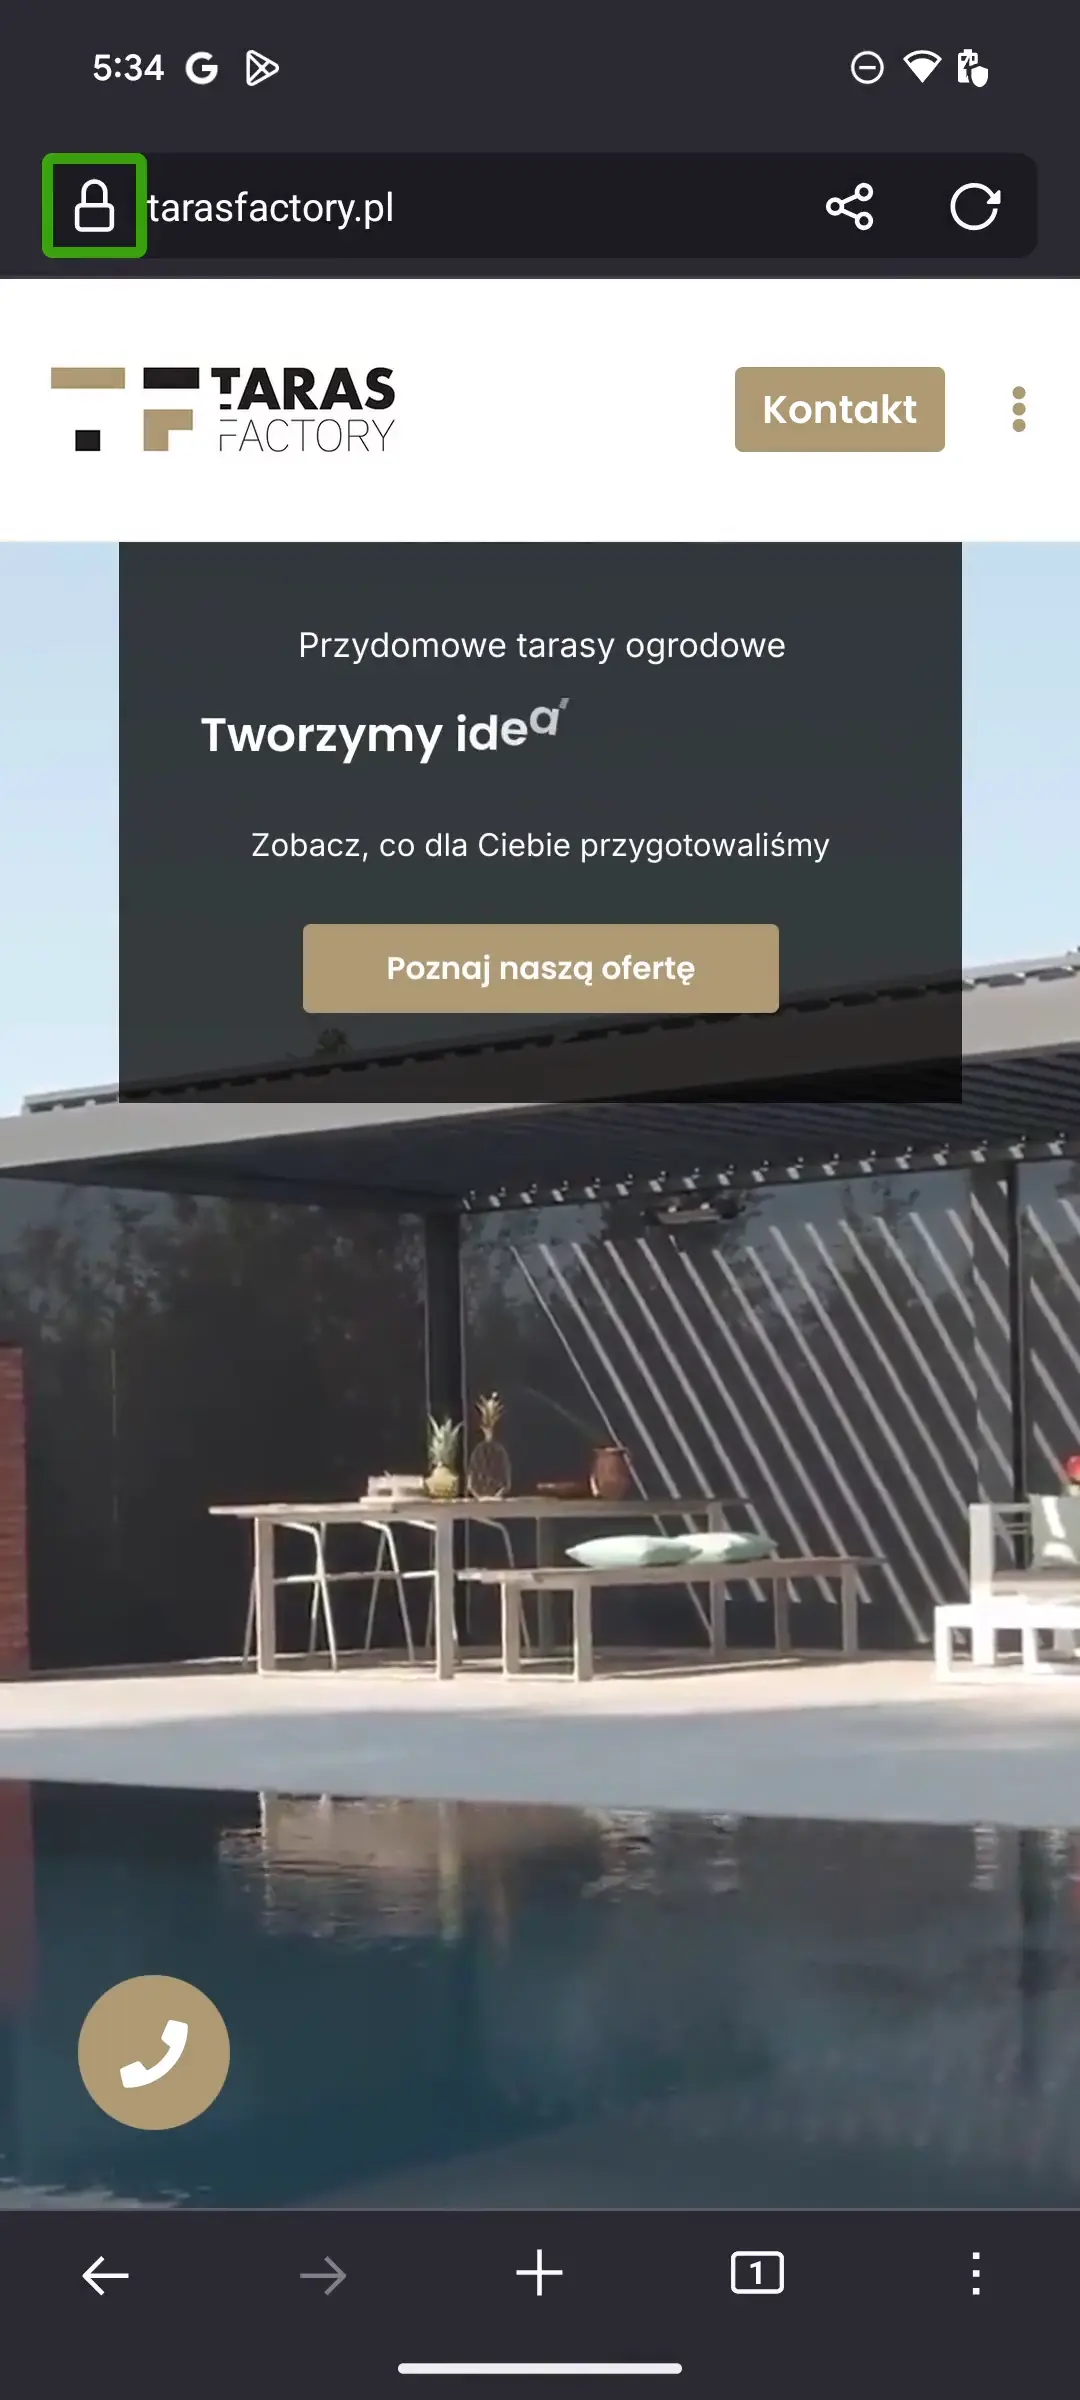 5:34
tarasfactory.pl
TARAS
FACTORY
Kontakt
Przydomowe tarasy ogrodowe
Tworzymy idea
Zobacz, co dla Ciebie przygotowaliśmy
Poznaj naszą ofertę
1